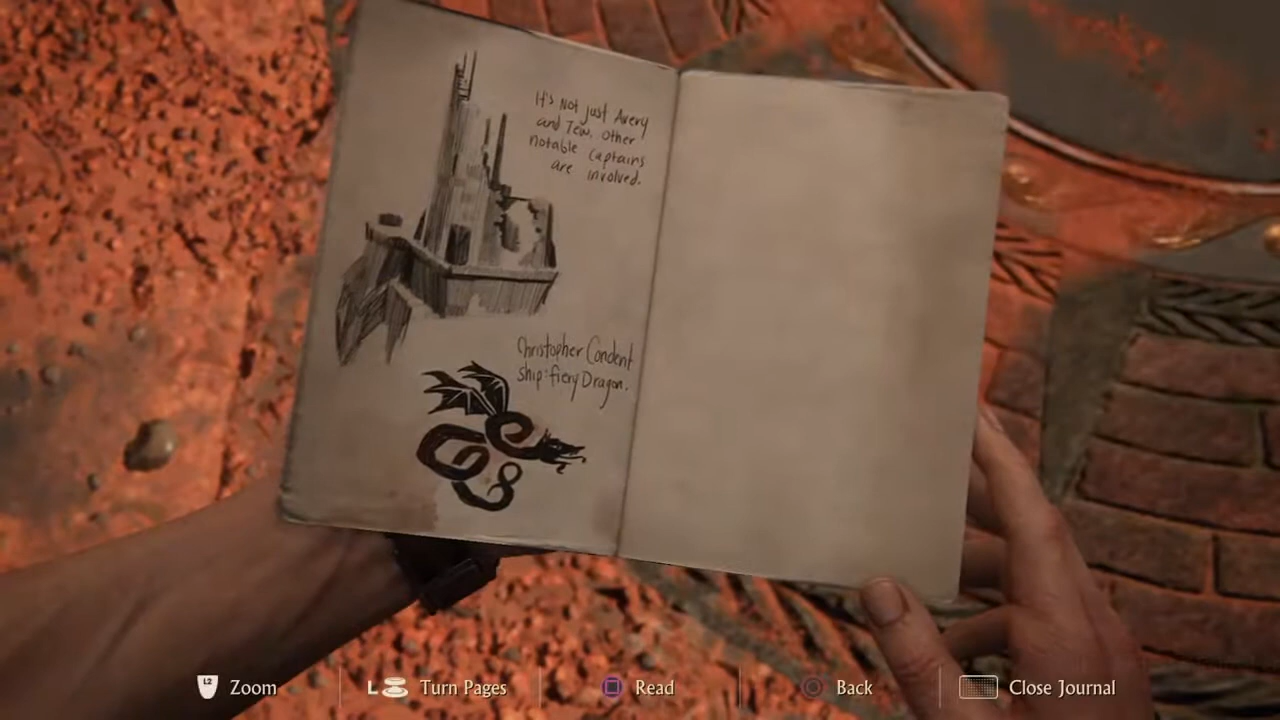 It's Not just Avery
and Tew. Other
notable captains
are involved.
Christopher Condent
ship: fiery Dragon.
L2 Zoom
L Turn Pages
Read
Back
Close Journal